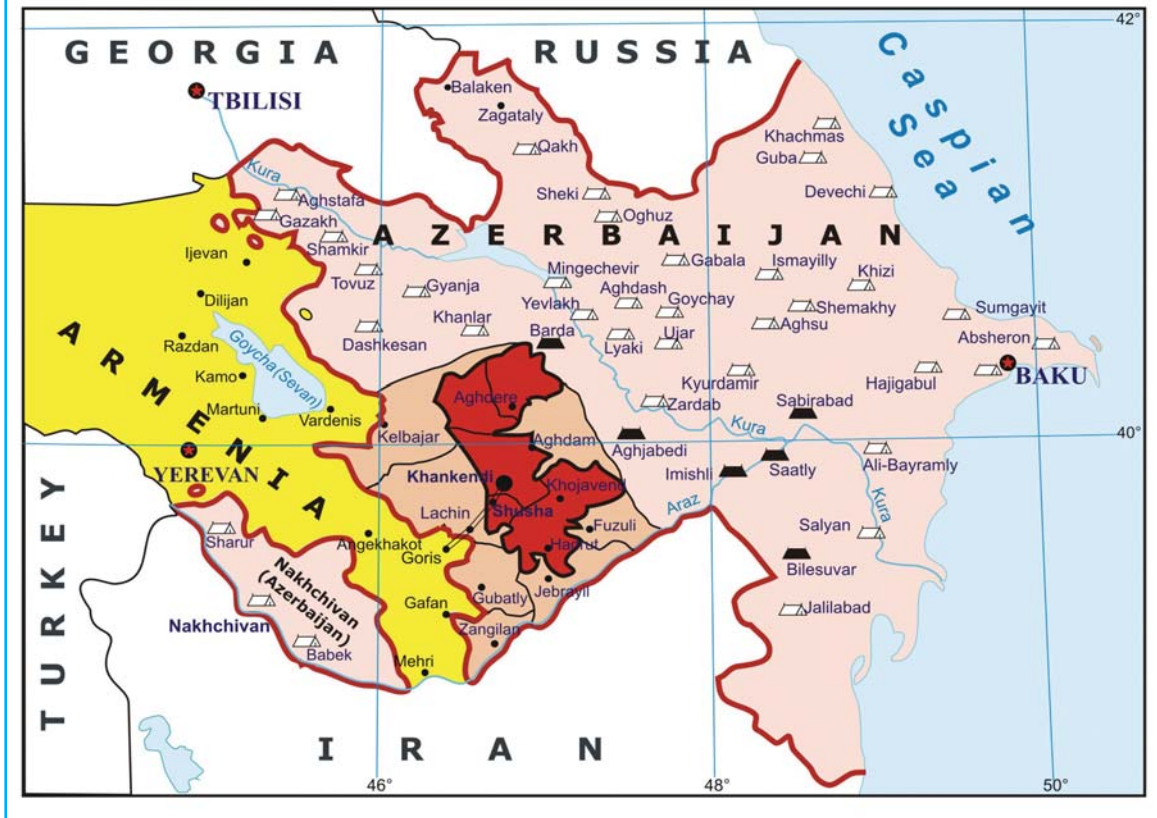 42°
GEORGIA
RUSSIA
Caspian
Sea
TBILISI
Balaken
Zagataly
Qakh
Khachmas
Guba
Devechi
Kura
Aghstafa
Gazakh
Shamkir
Sheki
Oghuz
AZERBAIJAN
Ijevan
Tovuz
Gyanja
Mingechevir
Gabala
Ismayilly
Khizi
Dilijan
Khanlar
Yevlakh
Aghdash
Goychay
Shemakhy
Sumgayit
Dashkesan
Barda
Lyaki
Ujar
Aghsu
Absheron
ARMENIA
Razdan
Goycha(Sevan)
Kamo
Martuni
Vardenis
Aghdere
Kyurdamir
Hajigabul
BAKU
Zardab
Sabirabad
Kelbajar
Aghdam
Aghjabedi
Kura
40°
YEREVAN
Khankendi
Khojavend
Imishli
Saatly
Ali-Bayramly
TURKEY
Lachin
Shusha
Fuzuli
Araz
Kura
Sharur
Angekhakot
Goris
Hadrut
Salyan
Nakhchivan
(Azerbaijan)
Gubatly
Jebrayil
Bilesuvar
Gafan
Jalilabad
Nakhchivan
Babek
Zangilan
Mehri
IRAN
46°
48°
50°